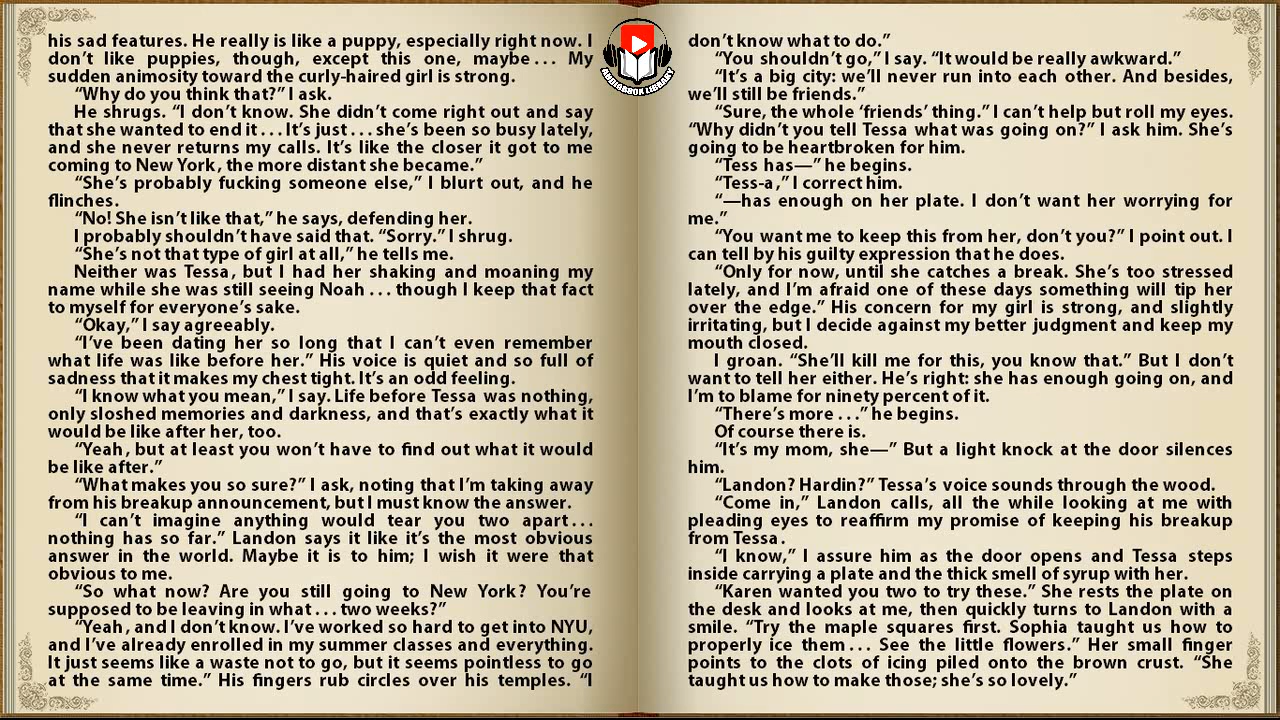 his sad features. He really is like a puppy, especially right now. I
don't like puppies, though, except this one, maybe... My
sudden animosity toward the curly-haired girl is strong.
“Why do you think that?” I ask.
He shrugs. “I don't know. She didn't come right out and say
that she wanted to end it... It's just... she's been so busy lately,
and she never returns my calls. It's like the closer it got to me
coming to New York, the more distant she became.”
“She's probably fucking someone else,” I blurt out, and he
flinches.
“No! She isn't like that,” he says, defending her.
I probably shouldn't have said that. “Sorry.” I shrug.
“She's not that type of girl at all,” he tells me.
Neither was Tessa, but I had her shaking and moaning my
name while she was still seeing Noah ... though I keep that fact
to myself for everyone's sake.
“Okay,” I say agreeably.
“I've been dating her so long that I can't even remember
what life was like before her.” His voice is quiet and so full of
sadness that it makes my chest tight. It's an odd feeling.
“I know what you mean,” I say. Life before Tessa was nothing,
only sloshed memories and darkness, and that's exactly what it
would be like after her, too.
“Yeah, but at least you won't have to find out what it would
be like after.”
“What makes you so sure?” I ask, noting that I'm taking away
from his breakup announcement, but I must know the answer.
“I can't imagine anything would tear you two apart...
nothing has so far.” Landon says it like it's the most obvious
answer in the world. Maybe it is to him; I wish it were that
obvious to me.
“So what now? Are you still going to New York? You're
supposed to be leaving in what ... two weeks?”
“Yeah, and I don't know. I've worked so hard to get into NYU,
and I've already enrolled in my summer classes and everything.
It just seems like a waste not to go, but it seems pointless to go
at the same time.” His fingers rub circles over his temples. “I
AUDIOBOOK LIBRARY
don't know what to do.”
“You shouldn't go,” I say. “It would be really awkward.”
“It's a big city: we'll never run into each other. And besides,
we'll still be friends.”
“Sure, the whole ‘friends’ thing.” I can't help but roll my eyes.
“Why didn't you tell Tessa what was going on?” I ask him. She's
going to be heartbroken for him.
“Tess has—” he begins.
“Tess-a,” I correct him.
“—has enough on her plate. I don't want her worrying for
me.”
“You want me to keep this from her, don't you?” I point out. I
can tell by his guilty expression that he does.
“Only for now, until she catches a break. She's too stressed
lately, and I'm afraid one of these days something will tip her
over the edge.” His concern for my girl is strong, and slightly
irritating, but I decide against my better judgment and keep my
mouth closed.
I groan. “She'll kill me for this, you know that.” But I don't
want to tell her either. He's right: she has enough going on, and
I'm to blame for ninety percent of it.
“There's more ...” he begins.
Of course there is.
“It's my mom, she—” But a light knock at the door silences
him.
“Landon? Hardin?” Tessa's voice sounds through the wood.
“Come in,” Landon calls, all the while looking at me with
pleading eyes to reaffirm my promise of keeping his breakup
from Tessa.
“I know,” I assure him as the door opens and Tessa steps
inside carrying a plate and the thick smell of syrup with her.
“Karen wanted you two to try these.” She rests the plate on
the desk and looks at me, then quickly turns to Landon with a
smile. “Try the maple squares first. Sophia taught us how to
properly ice them... See the little flowers.” Her small finger
points to the clots of icing piled onto the brown crust. “She
taught us how to make those; she's so lovely.”